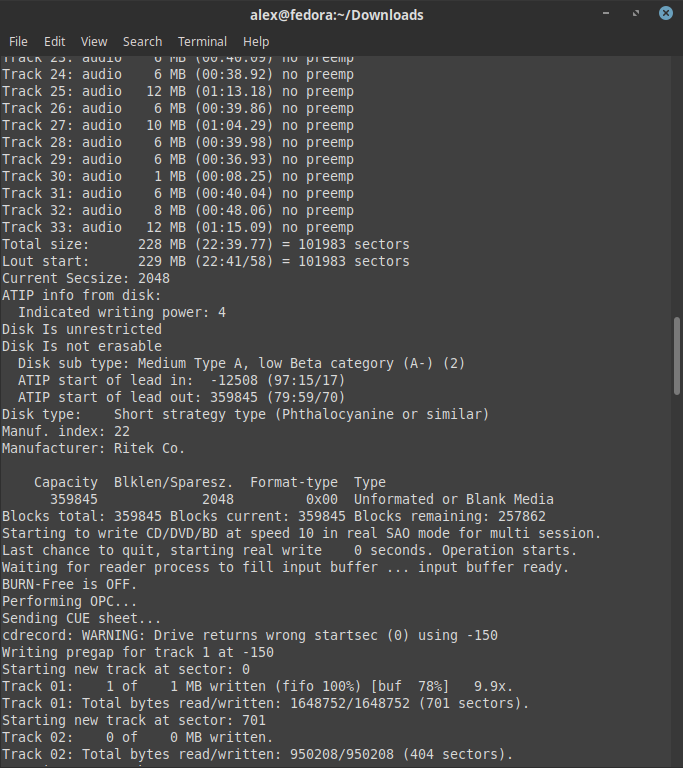 alex@fedora:~/Downloads
File Edit View Search Terminal Help
Track 23: audio    6 MB (00:40.09) no preemp
Track 24: audio    6 MB (00:38.92) no preemp
Track 25: audio   12 MB (01:13.18) no preemp
Track 26: audio    6 MB (00:39.86) no preemp
Track 27: audio   10 MB (01:04.29) no preemp
Track 28: audio    6 MB (00:39.98) no preemp
Track 29: audio    6 MB (00:36.93) no preemp
Track 30: audio    1 MB (00:08.25) no preemp
Track 31: audio    6 MB (00:40.04) no preemp
Track 32: audio    8 MB (00:48.06) no preemp
Track 33: audio   12 MB (01:15.09) no preemp
Total size:      228 MB (22:39.77) = 101983 sectors
Lout start:      229 MB (22:41/58) = 101983 sectors
Current Secsize: 2048
ATIP info from disk:
  Indicated writing power: 4
Disk Is unrestricted
Disk Is not erasable
  Disk sub type: Medium Type A, low Beta category (A-) (2)
  ATIP start of lead in:  -12508 (97:15/17)
  ATIP start of lead out: 359845 (79:59/70)
Disk type:    Short strategy type (Phthalocyanine or similar)
Manuf. index: 22
Manufacturer: Ritek Co.
    Capacity  Blklen/Sparesz.  Format-type  Type
      359845             2048         0x00  Unformated or Blank Media
Blocks total: 359845 Blocks current: 359845 Blocks remaining: 257862
Starting to write CD/DVD/BD at speed 10 in real SAO mode for multi session.
Last chance to quit, starting real write    0 seconds. Operation starts.
Waiting for reader process to fill input buffer ... input buffer ready.
BURN-Free is OFF.
Performing OPC...
Sending CUE sheet...
cdrecord: WARNING: Drive returns wrong startsec (0) using -150
Writing pregap for track 1 at -150
Starting new track at sector: 0
Track 01:    1 of    1 MB written (fifo 100%) [buf  78%]   9.9x.
Track 01: Total bytes read/written: 1648752/1648752 (701 sectors).
Starting new track at sector: 701
Track 02:    0 of    0 MB written.
Track 02: Total bytes read/written: 950208/950208 (404 sectors).